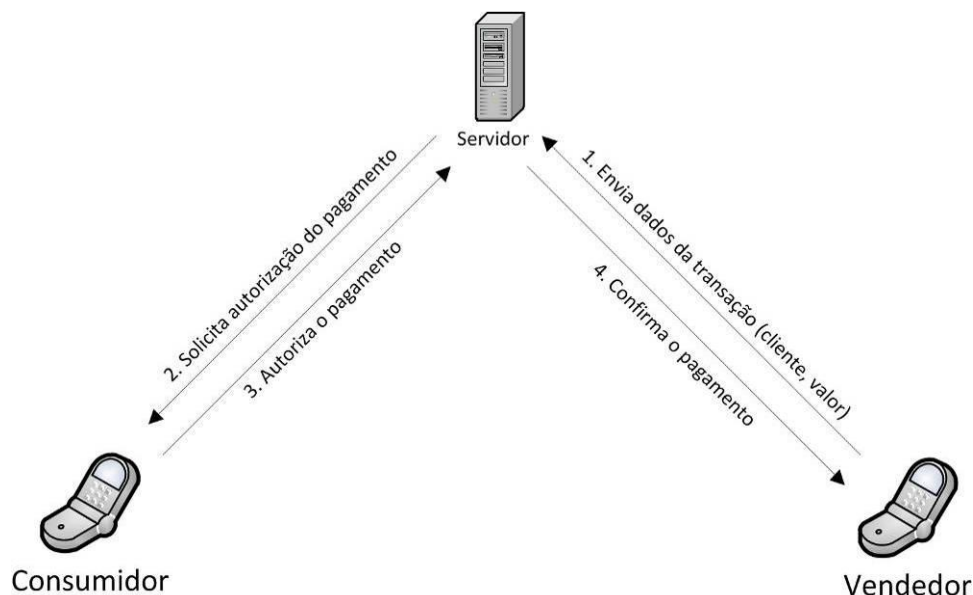 Servidor
1. Envia dados da transação (cliente, valor)
2. Solicita autorização do pagamento
3. Autoriza o pagamento
4. Confirma o pagamento
Consumidor
Vendedor